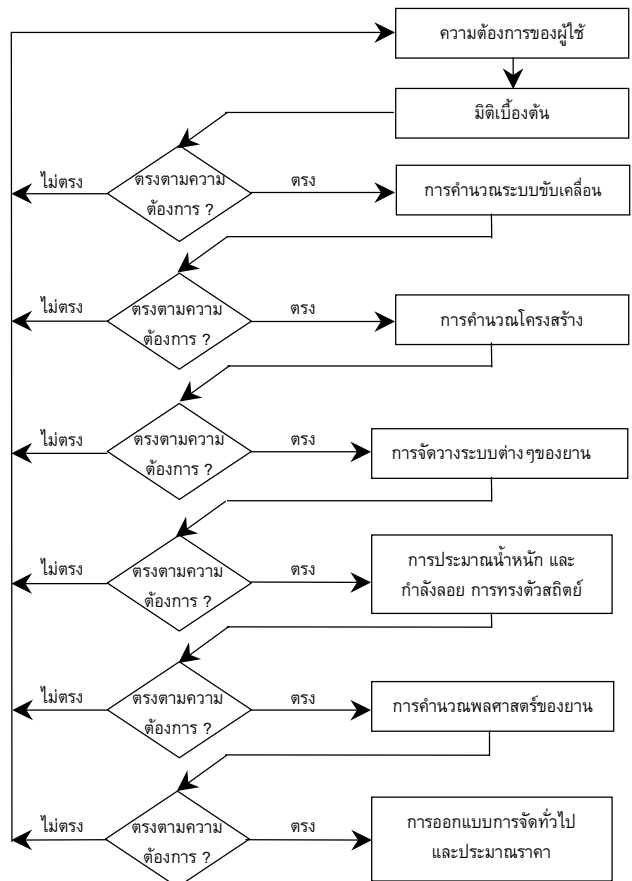 ความต้องการของผู้ใช้
มิติเบื้องต้น
ไม่ตรง
ตรงตามความ
ต้องการ ?
ตรง
การคำนวณระบบขับเคลื่อน
ไม่ตรง
ตรงตามความ
ต้องการ ?
ตรง
การคำนวณโครงสร้าง
ไม่ตรง
ตรงตามความ
ต้องการ ?
ตรง
การจัดวางระบบต่างๆของยาน
ไม่ตรง
ตรงตามความ
ต้องการ ?
ตรง
การประมาณน้ำหนัก และ
กำลังลอย การทรงตัวสถิตย์
ไม่ตรง
ตรงตามความ
ต้องการ ?
ตรง
การคำนวณพลศาสตร์ของยาน
ไม่ตรง
ตรงตามความ
ต้องการ ?
ตรง
การออกแบบการจัดทั่วไป
และประมาณราคา